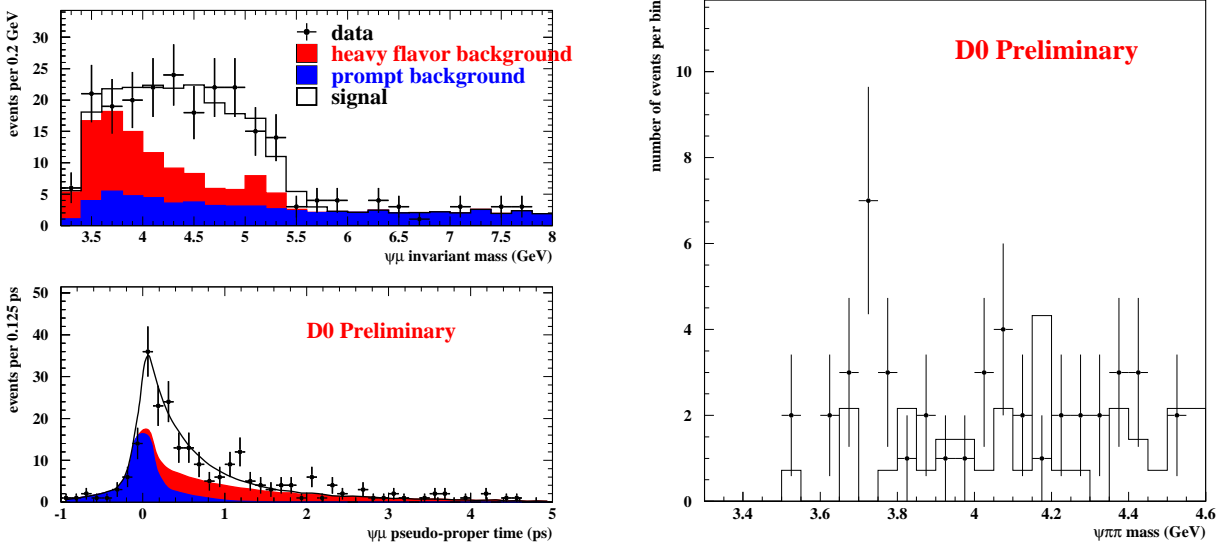 events per 0.2 GeV
30
25
20
15
10
5
0
data
heavy flavor background
prompt background
signal
3.5 4 4.5 5 5.5 6 6.5 7 7.5 8
ψμ invariant mass (GeV)
events per 0.125 ps
50
40
30
20
10
0
D0 Preliminary
-1 0 1 2 3 4 5
ψμ pseudo-proper time (ps)
number of events per bin
10
8
6
4
2
0
D0 Preliminary
3.4 3.6 3.8 4 4.2 4.4 4.6
ψππ mass (GeV)